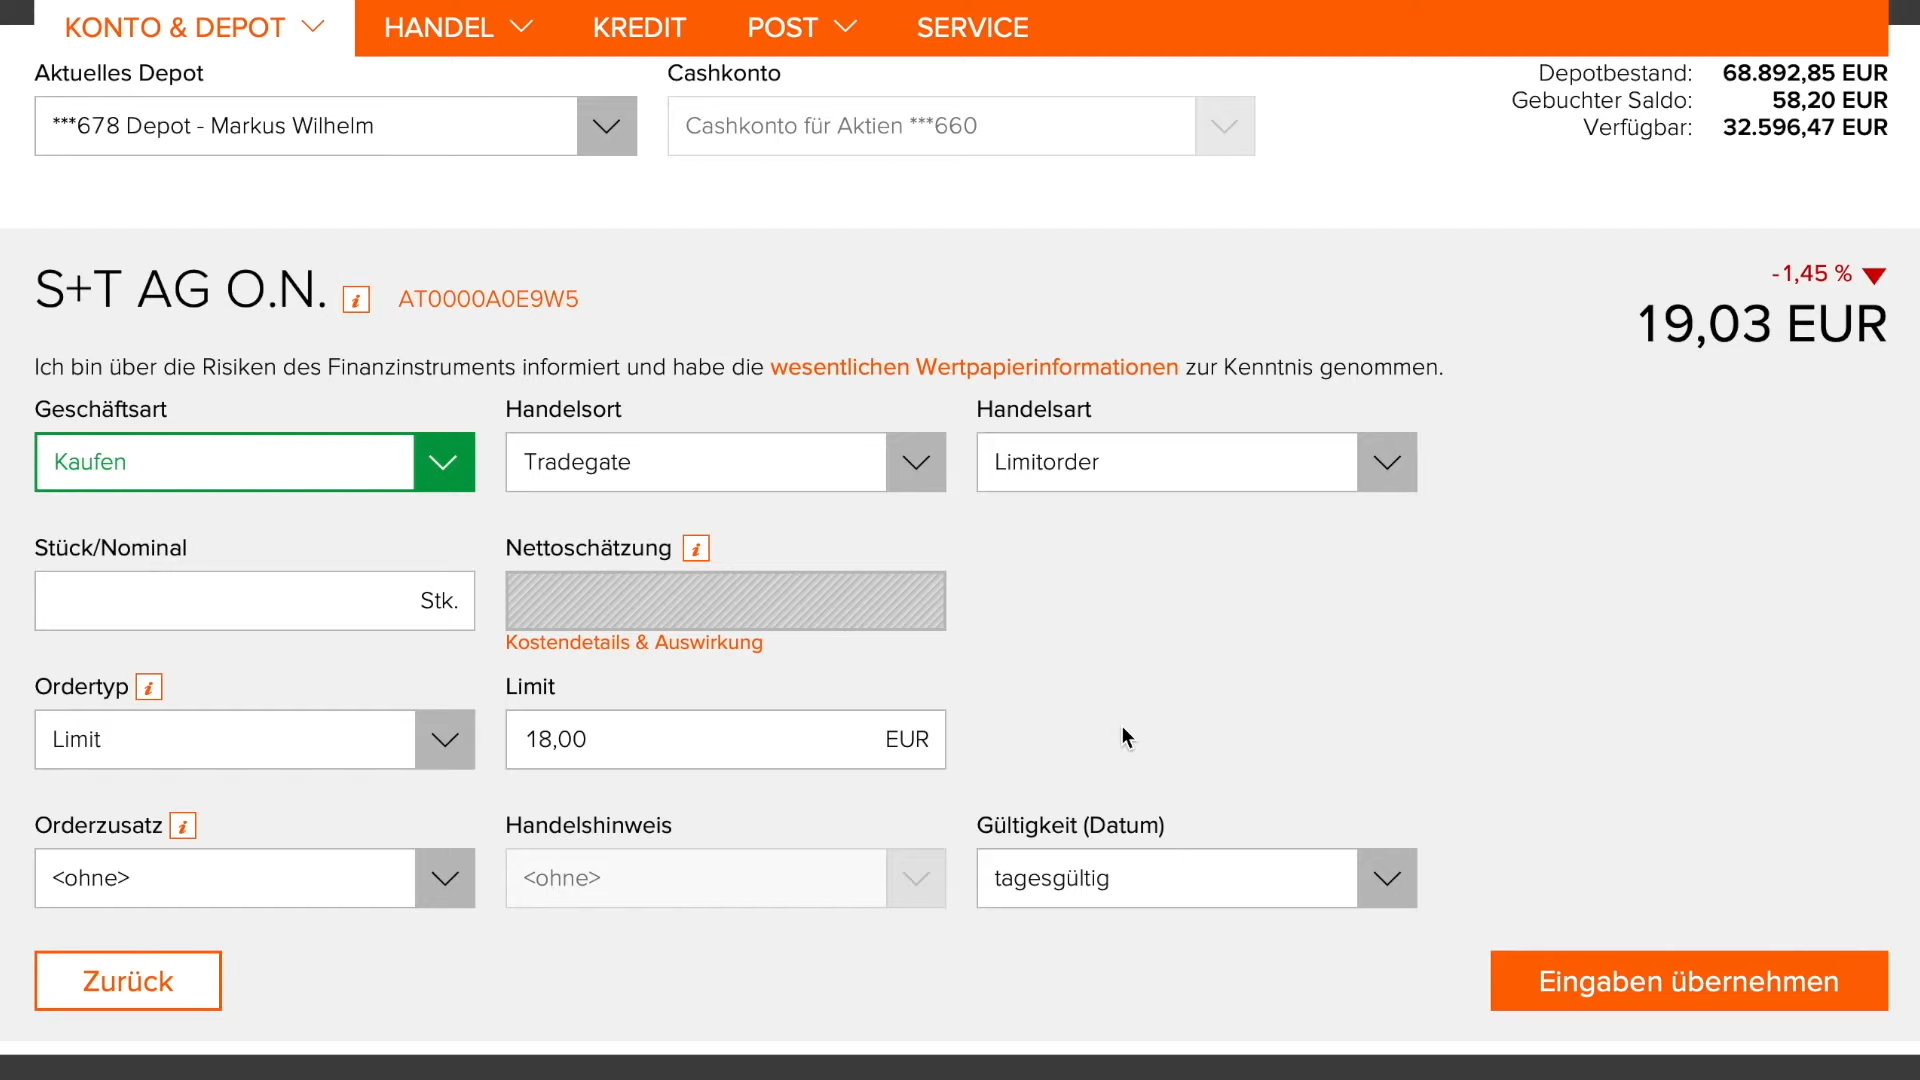 KONTO & DEPOT HANDEL KREDIT POST SERVICE
Aktuelles Depot
***678 Depot - Markus Wilhelm
Cashkonto
Cashkonto für Aktien ***660
Depotbestand: 68.892,85 EUR
Gebuchter Saldo: 58,20 EUR
Verfügbar: 32.596,47 EUR
S+T AG O.N. i AT0000A0E9W5
-1,45 %
19,03 EUR
Ich bin über die Risiken des Finanzinstruments informiert und habe die wesentlichen Wertpapierinformationen zur Kenntnis genommen.
Geschäftsart Handelsort Handelsart
Kaufen Tradegate Limitorder
Stück/Nominal Nettoschätzung i
Stk.
Kostendetails & Auswirkung
Ordertyp i Limit
Limit 18,00 EUR
Orderzusatz i Handelshinweis Gültigkeit (Datum)
<ohne> <ohne> tagesgültig
Zurück Eingaben übernehmen